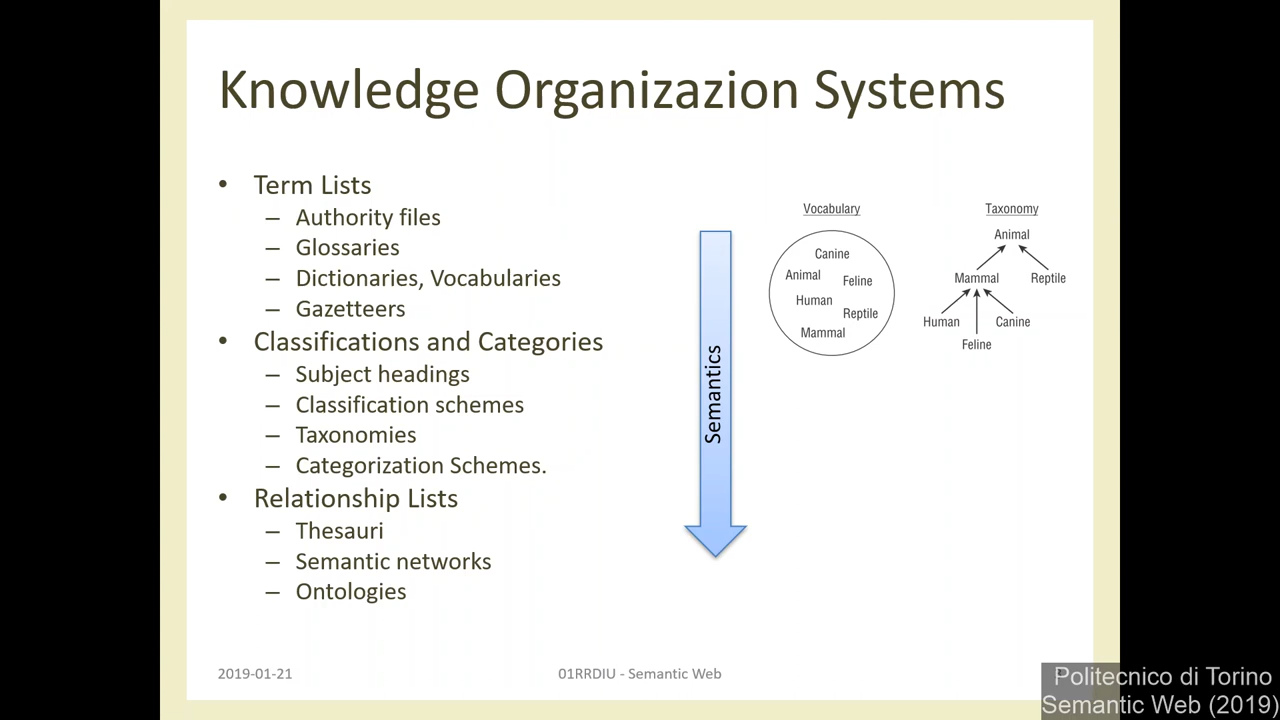 Knowledge Organizazion Systems
• Term Lists
– Authority files
– Glossaries
– Dictionaries, Vocabularies
– Gazetteers
• Classifications and Categories
– Subject headings
– Classification schemes
– Taxonomies
– Categorization Schemes.
• Relationship Lists
– Thesauri
– Semantic networks
– Ontologies
Semantics
Vocabulary
Canine
Animal
Feline
Human
Reptile
Mammal
Taxonomy
Animal
Mammal Reptile
Human Canine
Feline
2019-01-21
01RRDIU - Semantic Web
Politecnico di Torino
Semantic Web (2019)